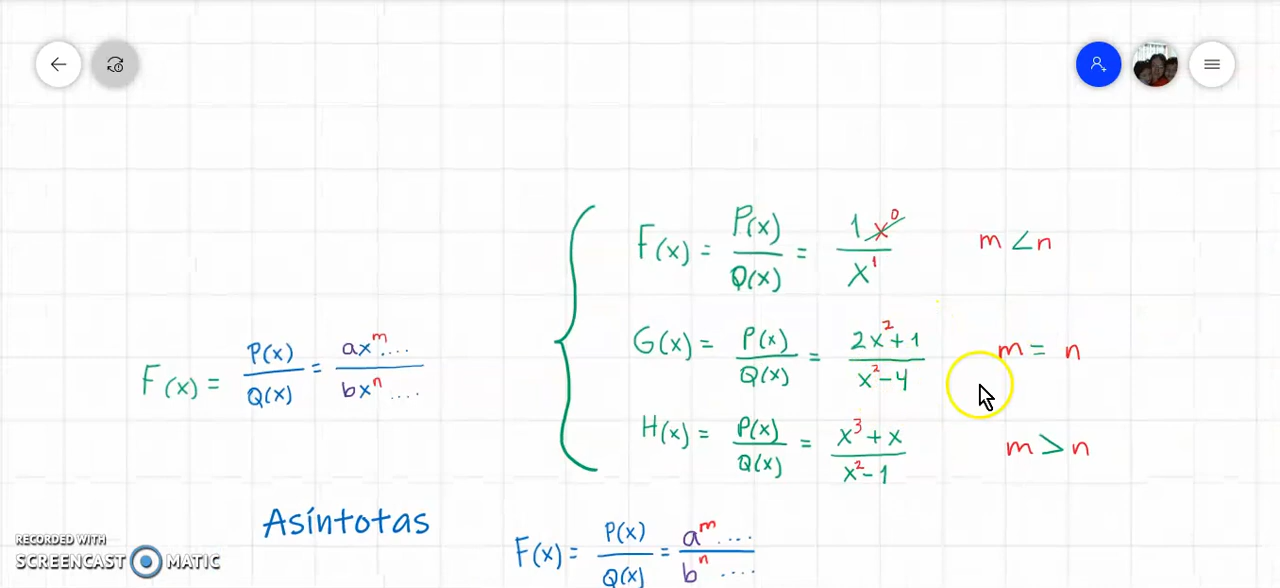 F(x) = P(x)/Q(x) = 1x⁰/x¹ m < n
G(x) = P(x)/Q(x) = 2x²+1/x²-4 m = n
F(x) = P(x)/Q(x) = axᵐ..../bxⁿ....
H(x) = P(x)/Q(x) = x³+x/x²-1 m > n
Asíntotas
F(x) = P(x)/Q(x) = aᵐ..../bⁿ....
RECORDED WITH
SCREENCAST MATIC